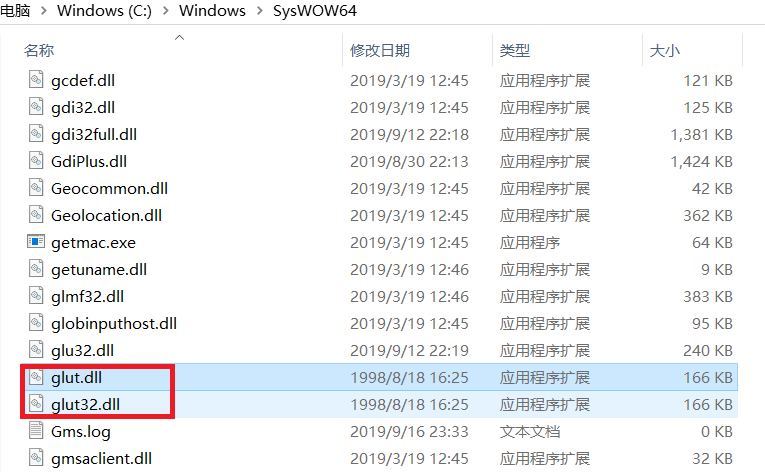 电脑 > Windows (C:) > Windows > SysWOW64
名称 修改日期 类型 大小
gcdef.dll 2019/3/19 12:45 应用程序扩展 121 KB
gdi32.dll 2019/3/19 12:45 应用程序扩展 125 KB
gdi32full.dll 2019/9/12 22:18 应用程序扩展 1,381 KB
GdiPlus.dll 2019/8/30 22:13 应用程序扩展 1,424 KB
Geocommon.dll 2019/3/19 12:45 应用程序扩展 42 KB
Geolocation.dll 2019/3/19 12:45 应用程序扩展 362 KB
getmac.exe 2019/3/19 12:45 应用程序 64 KB
getuname.dll 2019/3/19 12:46 应用程序扩展 9 KB
glmf32.dll 2019/3/19 12:46 应用程序扩展 383 KB
globinputhost.dll 2019/3/19 12:45 应用程序扩展 95 KB
glu32.dll 2019/9/12 22:19 应用程序扩展 240 KB
glut.dll 1998/8/18 16:25 应用程序扩展 166 KB
glut32.dll 1998/8/18 16:25 应用程序扩展 166 KB
Gms.log 2019/9/16 23:33 文本文档 0 KB
gmsaclient.dll 2019/3/19 12:45 应用程序扩展 32 KB